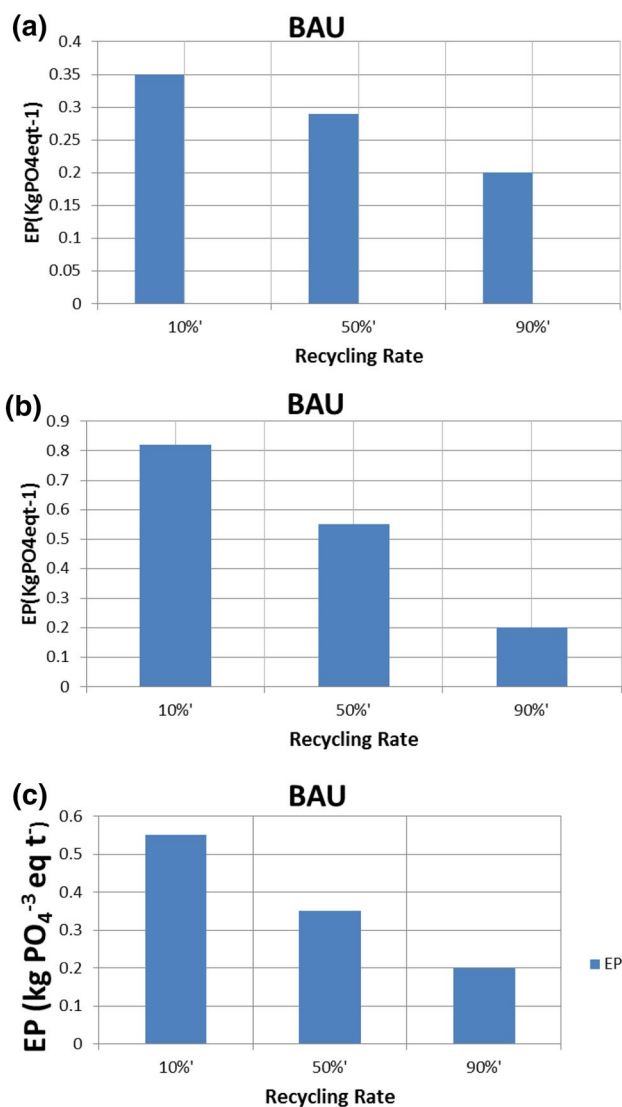 (a)
BAU
0.4
0.35
0.3
0.25
0.2
0.15
0.1
0.05
0
EP(KgPO4eqt-1)
10%'
50%'
90%'
Recycling Rate
(b)
BAU
0.9
0.8
0.7
0.6
0.5
0.4
0.3
0.2
0.1
0
EP(KgPO4eqt-1)
10%'
50%'
90%'
Recycling Rate
(c)
BAU
0.6
0.5
0.4
0.3
0.2
0.1
0
EP (kg PO₄⁻³ eq t⁻)
EP
10%'
50%'
90%'
Recycling Rate